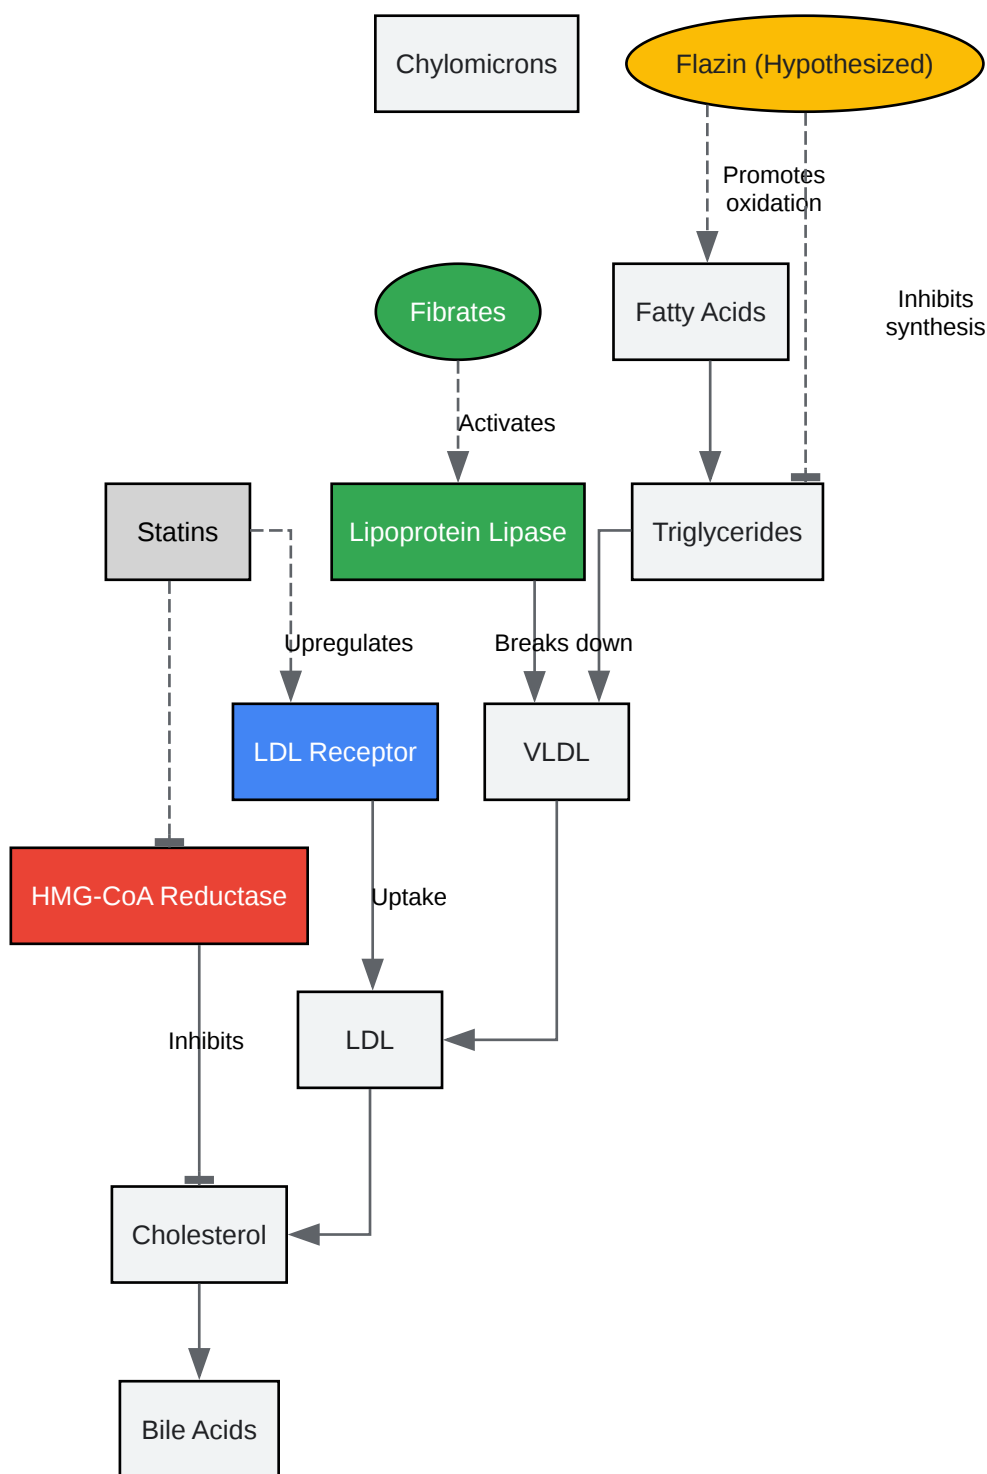 Chylomicrons
Flazin (Hypothesized)
Promotes
oxidation
Fibrates
Fatty Acids
Inhibits
synthesis
Activates
Statins
Lipoprotein Lipase
Triglycerides
Upregulates
Breaks down
LDL Receptor
VLDL
HMG-CoA Reductase
Uptake
LDL
Inhibits
Cholesterol
Bile Acids